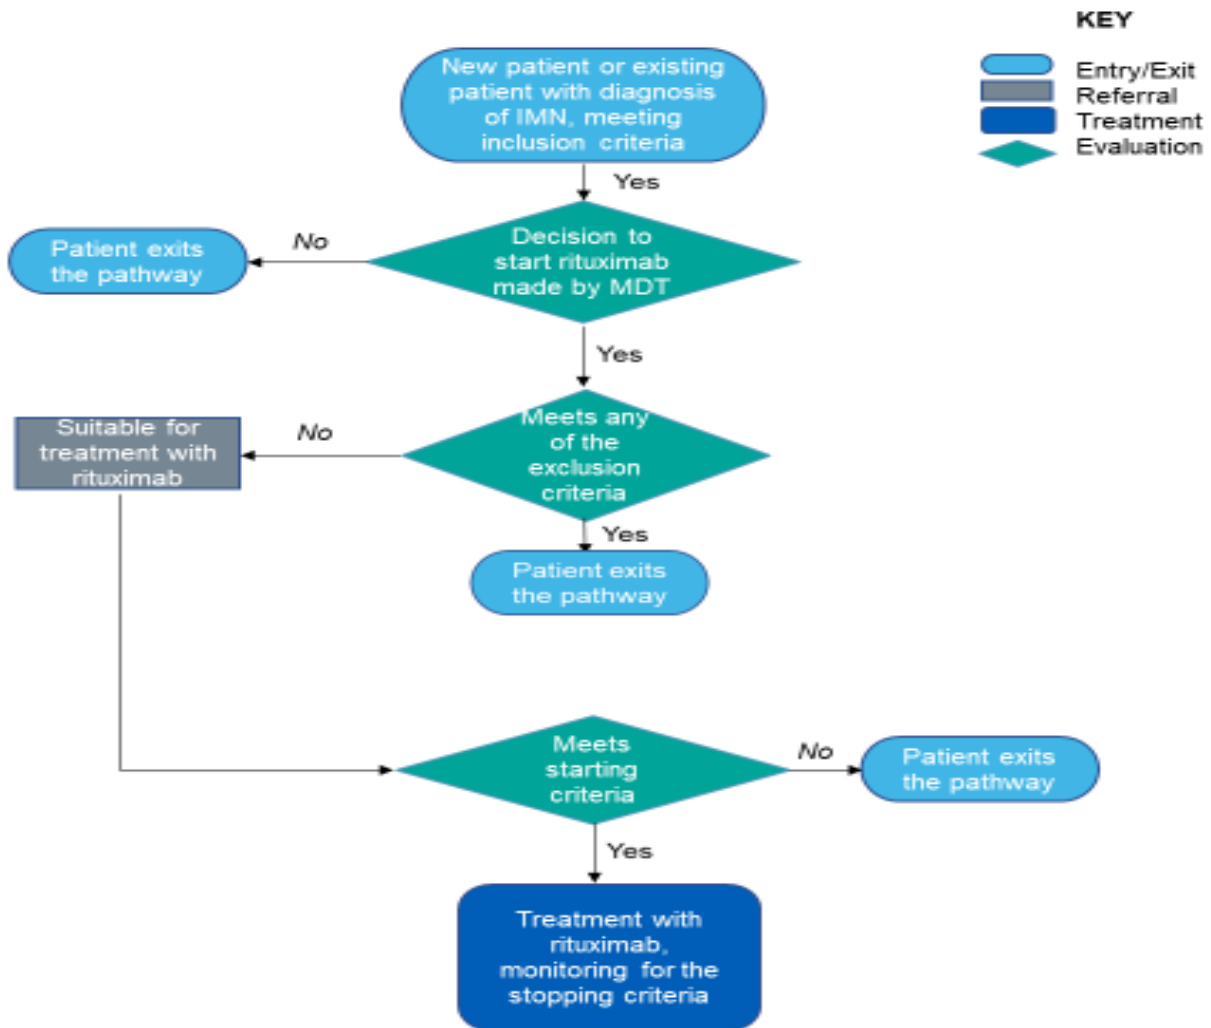 KEY
Entry/Exit
Referral
Treatment
Evaluation
New patient or existing
patient with diagnosis
of IMN, meeting
inclusion criteria
Yes
Decision to
start rituximab
made by MDT
No
Patient exits
the pathway
Yes
Meets any
of the
exclusion
criteria
No
Suitable for
treatment with
rituximab
Yes
Patient exits
the pathway
Meets
starting
criteria
No
Patient exits
the pathway
Yes
Treatment with
rituximab,
monitoring for the
stopping criteria